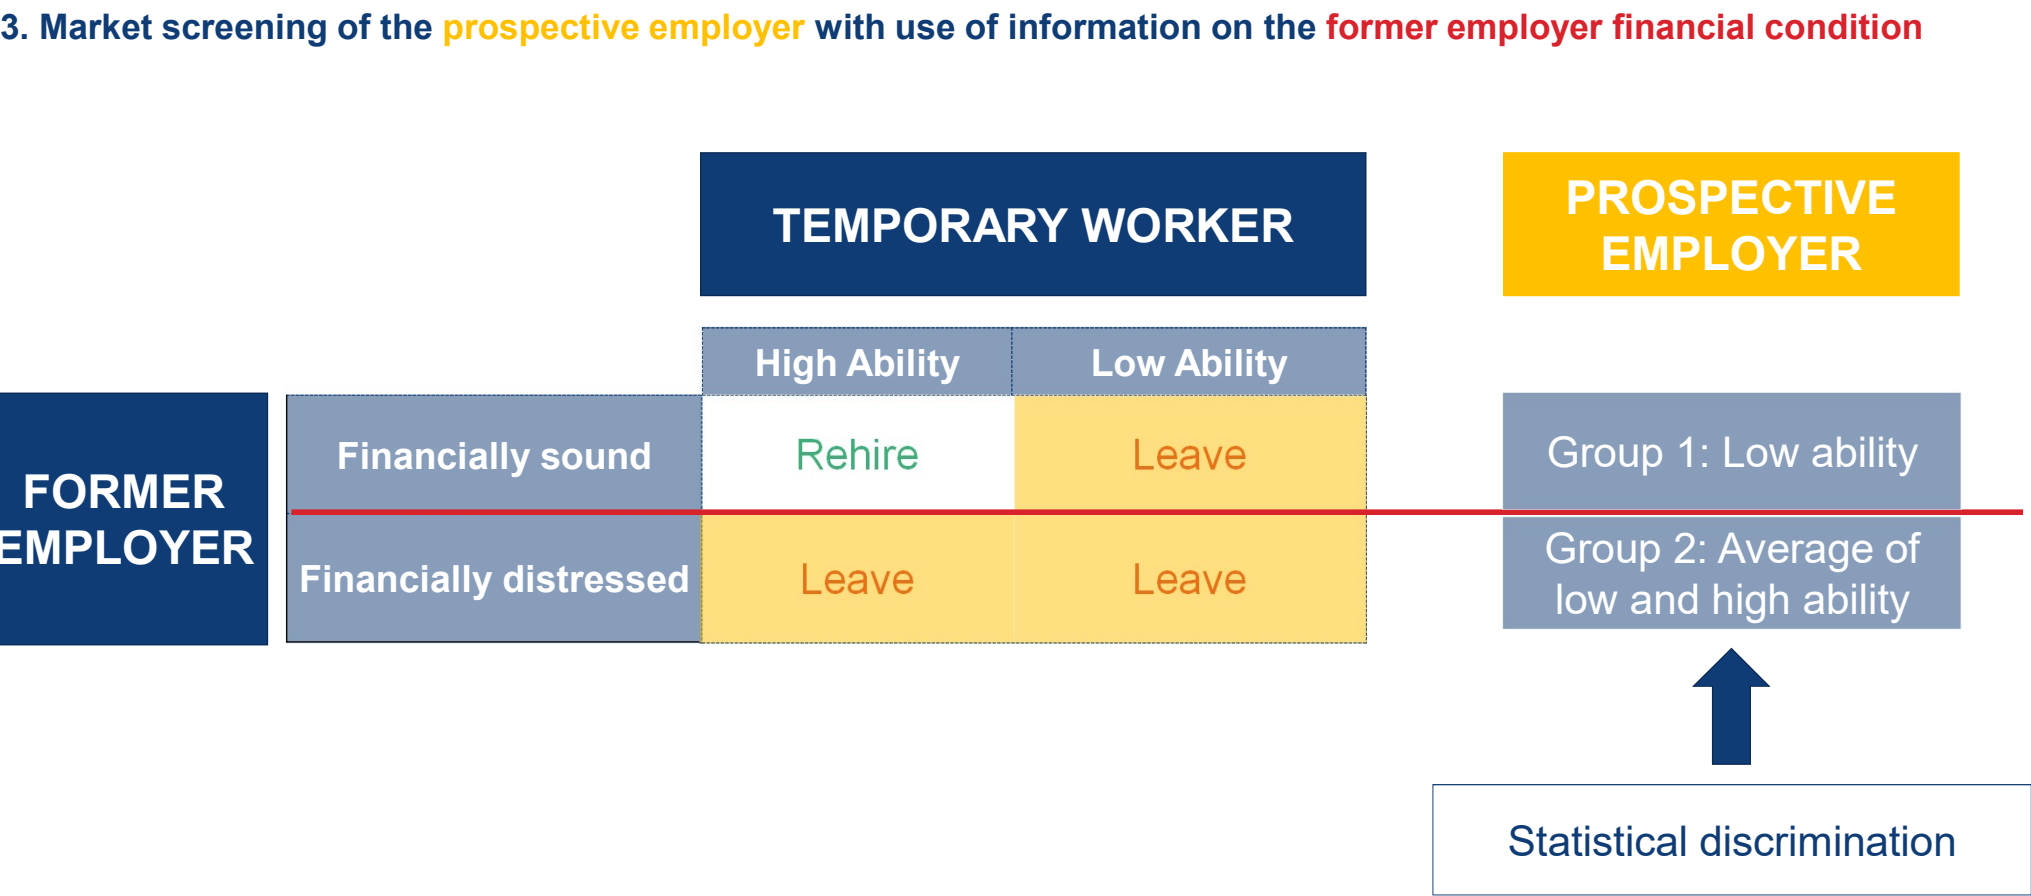 3. Market screening of the prospective employer with use of information on the former employer financial condition
TEMPORARY WORKER
PROSPECTIVE
EMPLOYER
High Ability
Low Ability
FORMER
EMPLOYER
Financially sound
Rehire
Leave
Group 1: Low ability
Financially distressed
Leave
Leave
Group 2: Average of
low and high ability
Statistical discrimination